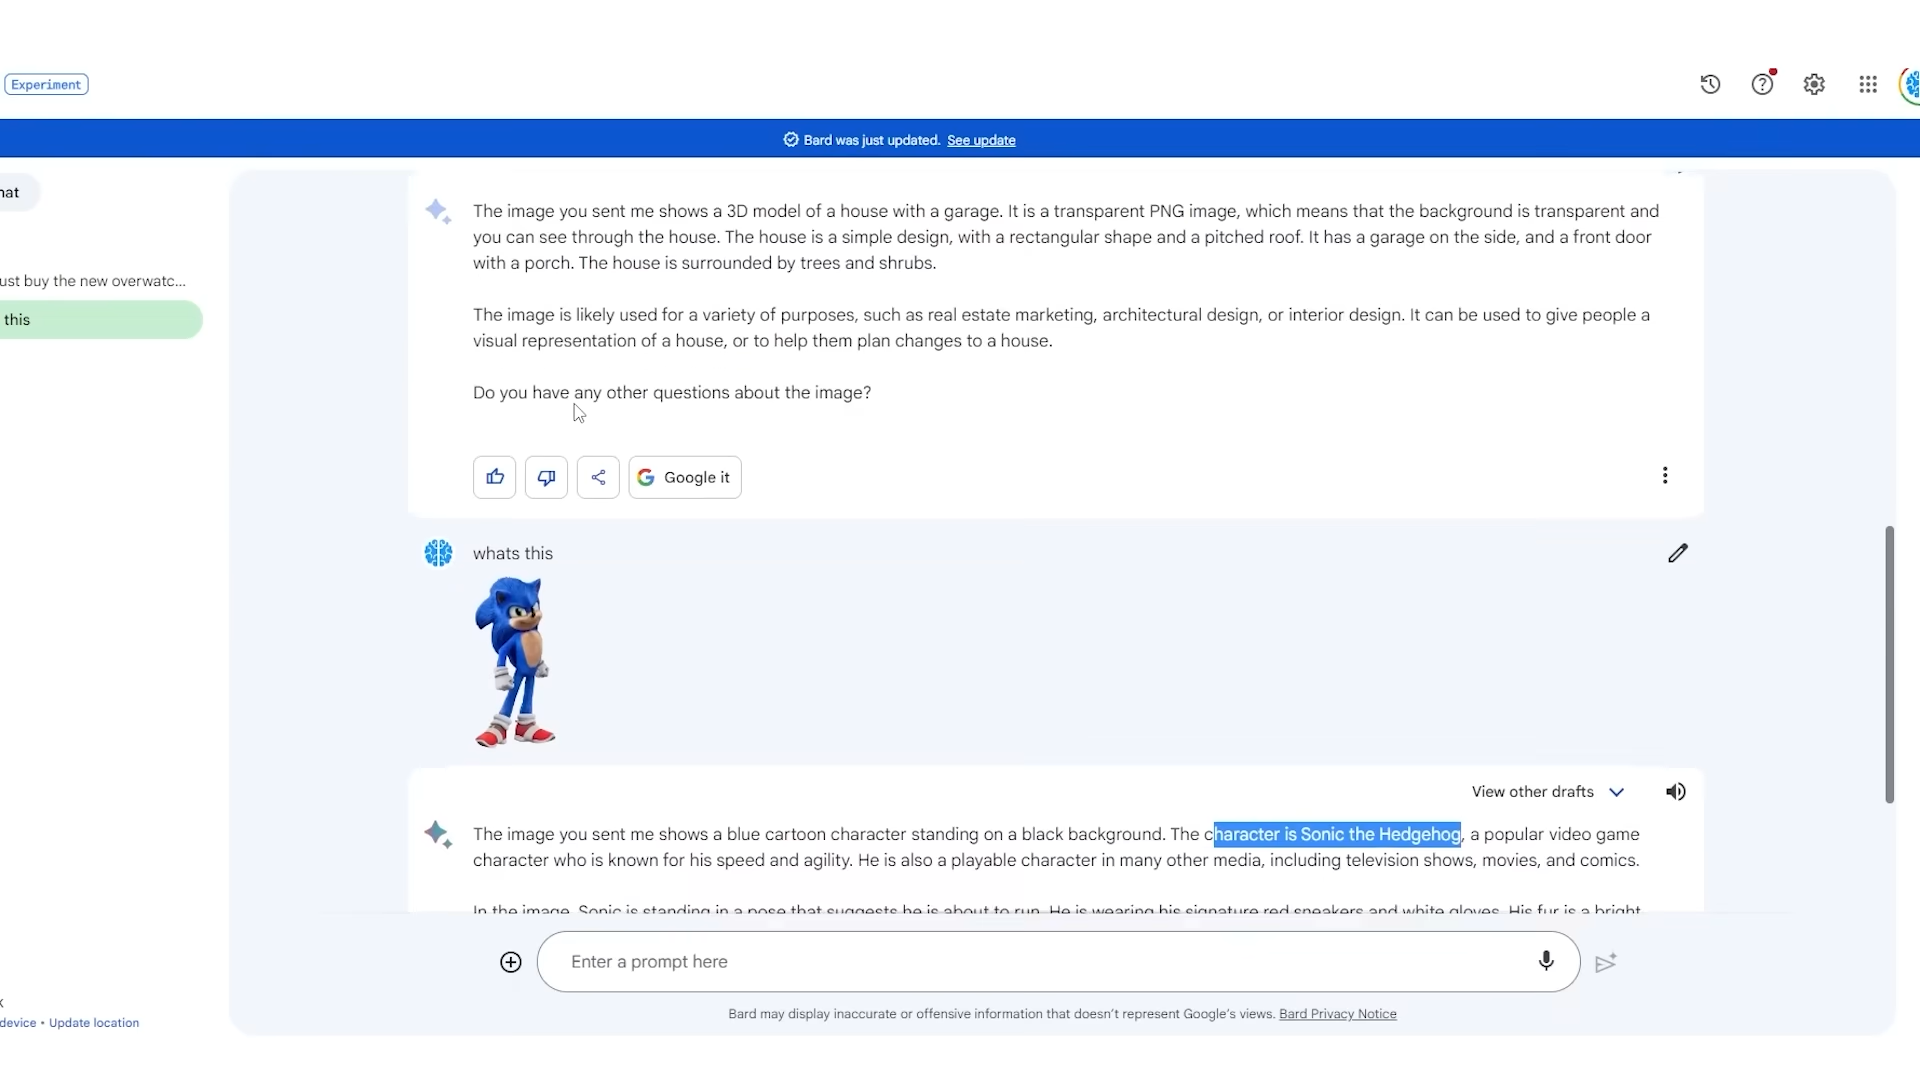 Experiment
Bard was just updated. See update
hat
ust buy the new overwatc...
this
The image you sent me shows a 3D model of a house with a garage. It is a transparent PNG image, which means that the background is transparent and
you can see through the house. The house is a simple design, with a rectangular shape and a pitched roof. It has a garage on the side, and a front door
with a porch. The house is surrounded by trees and shrubs.
The image is likely used for a variety of purposes, such as real estate marketing, architectural design, or interior design. It can be used to give people a
visual representation of a house, or to help them plan changes to a house.
Do you have any other questions about the image?
Google it
whats this
View other drafts
The image you sent me shows a blue cartoon character standing on a black background. The character is Sonic the Hedgehog, a popular video game
character who is known for his speed and agility. He is also a playable character in many other media, including television shows, movies, and comics.
In the image, Sonic is standing in a pose that suggests he is about to run. He is wearing his signature red sneakers and white gloves. His fur is a bright
Enter a prompt here
device • Update location
Bard may display inaccurate or offensive information that doesn't represent Google's views. Bard Privacy Notice